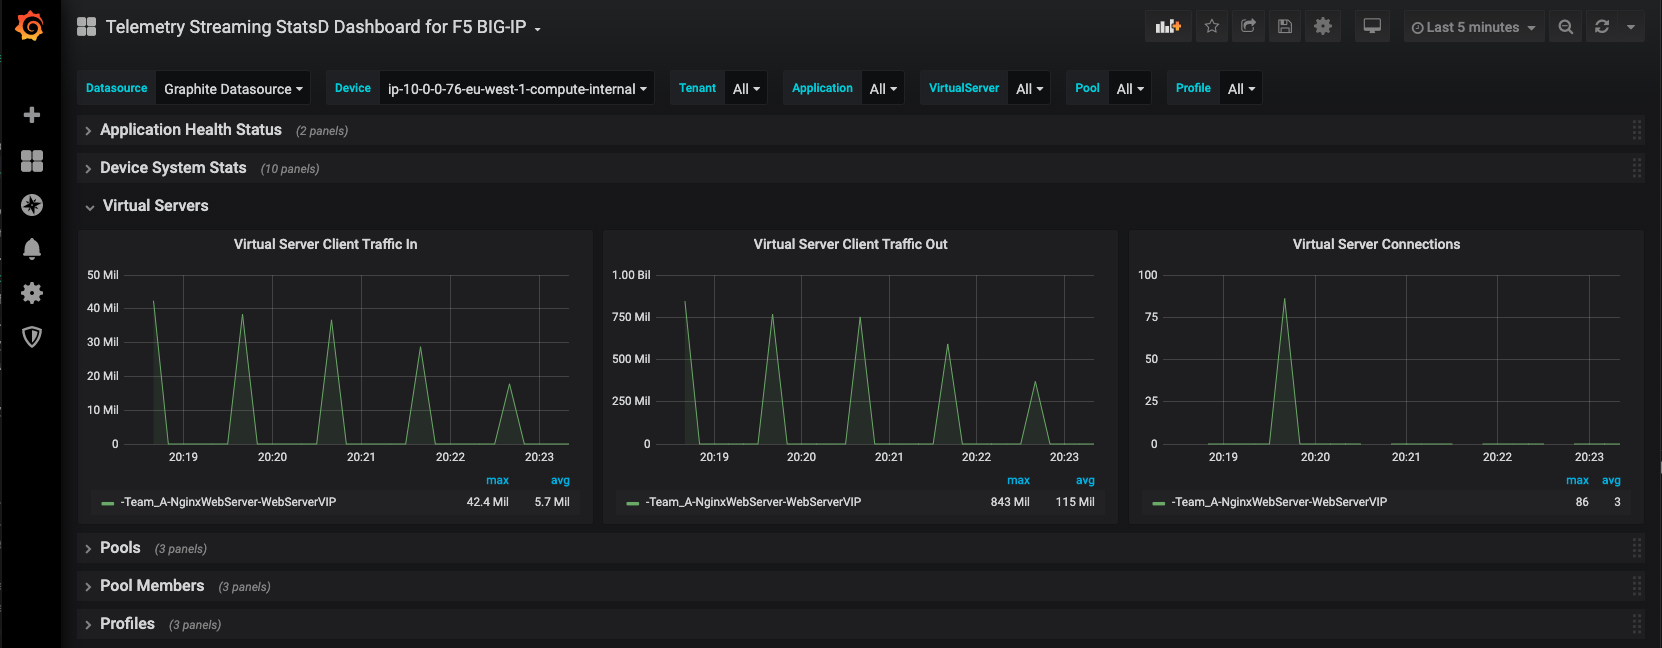 Telemetry Streaming StatsD Dashboard for F5 BIG-IP
Last 5 minutes
Datasource Graphite Datasource Device ip-10-0-0-76-eu-west-1-compute-internal Tenant All Application All VirtualServer All Pool All Profile All
Application Health Status (2 panels)
Device System Stats (10 panels)
Virtual Servers
Virtual Server Client Traffic In
50 Mil
40 Mil
30 Mil
20 Mil
10 Mil
0
20:19 20:20 20:21 20:22 20:23
max avg
-Team_A-NginxWebServer-WebServerVIP 42.4 Mil 5.7 Mil
Virtual Server Client Traffic Out
1.00 Bil
750 Mil
500 Mil
250 Mil
0
20:19 20:20 20:21 20:22 20:23
max avg
-Team_A-NginxWebServer-WebServerVIP 843 Mil 115 Mil
Virtual Server Connections
100
75
50
25
0
20:19 20:20 20:21 20:22 20:23
max avg
-Team_A-NginxWebServer-WebServerVIP 86 3
Pools (3 panels)
Pool Members (3 panels)
Profiles (3 panels)